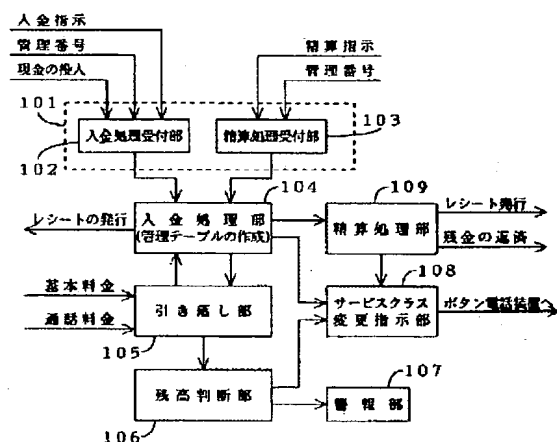 入金指示
管理番号
現金の投入
精算指示
管理番号
101
入金処理受付部
精算処理受付部
103
102
104
109
レシートの発行
入金処理部
(管理テーブルの作成)
精算処理部
レシート発行
残金の返済
108
基本料金
通話料金
引き落し部
サービスクラス
変更指示部
ボタン電話装置へ
105
107
残高判断部
警報部
106